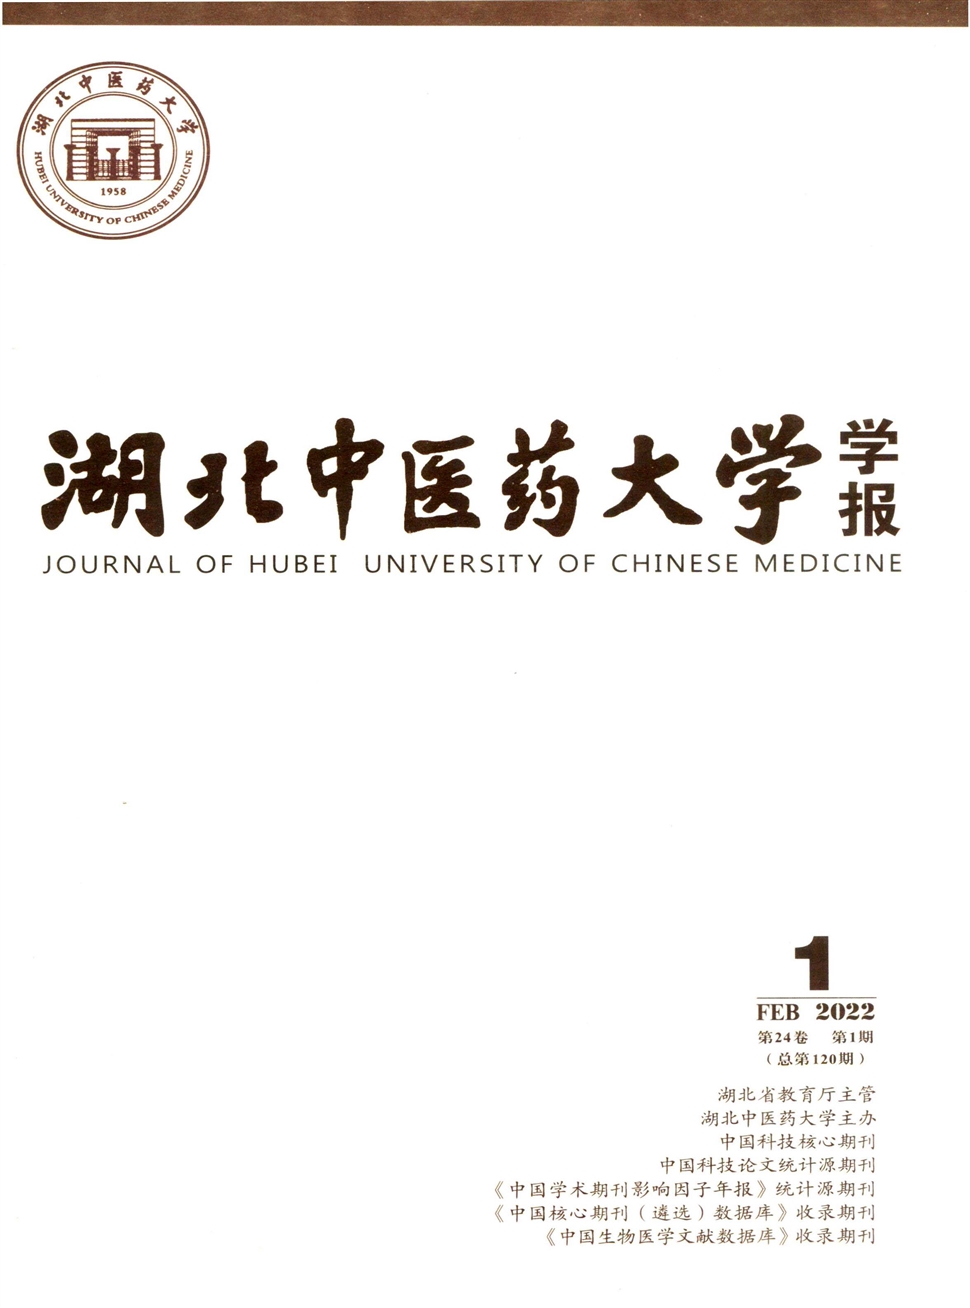 湖北中医药大学
1958
HUBEI UNIVERSITY OF CHINESE MEDICINE
湖北中医药大学学报
JOURNAL OF HUBEI UNIVERSITY OF CHINESE MEDICINE
1
FEB 2022
第24卷 第1期
（总第120期）
湖北省教育厅主管
湖北中医药大学主办
中国科技核心期刊
中国科技论文统计源期刊
《中国学术期刊影响因子年报》统计源期刊
《中国核心期刊（遴选）数据库》收录期刊
《中国生物医学文献数据库》收录期刊